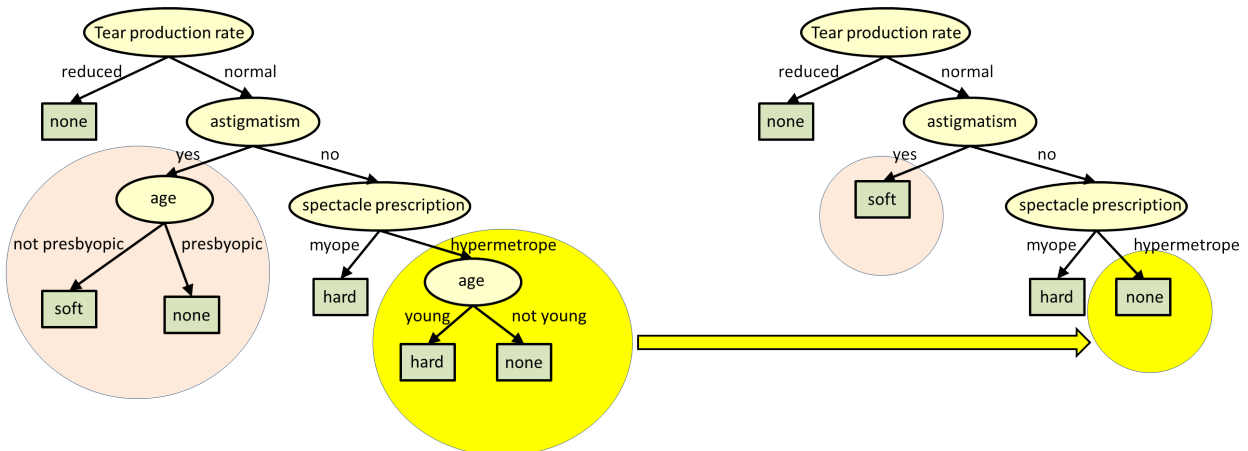 Tear production rate
reduced
normal
none
astigmatism
yes
no
age
spectacle prescription
not presbyopic
presbyopic
myope
hypermetrope
soft
none
hard
age
young
not young
hard
none
Tear production rate
reduced
normal
none
astigmatism
yes
no
soft
spectacle prescription
myope
hypermetrope
hard
none